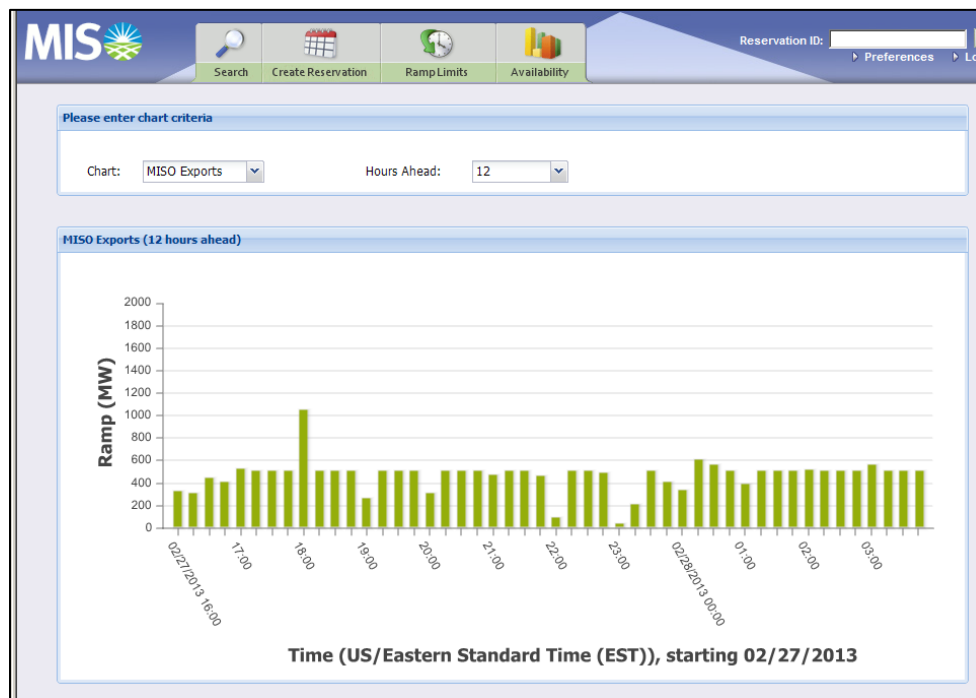 MISO
Search Create Reservation Ramp Limits Availability
Reservation ID:
Preferences
Please enter chart criteria
Chart: MISO Exports Hours Ahead: 12
MISO Exports (12 hours ahead)
2000
1800
1600
1400
1200
1000
800
600
400
200
0
Ramp (MW)
02/27/2013 16:00 17:00 18:00 19:00 20:00 21:00 22:00 23:00 02/28/2013 00:00 01:00 02:00 03:00
Time (US/Eastern Standard Time (EST)), starting 02/27/2013